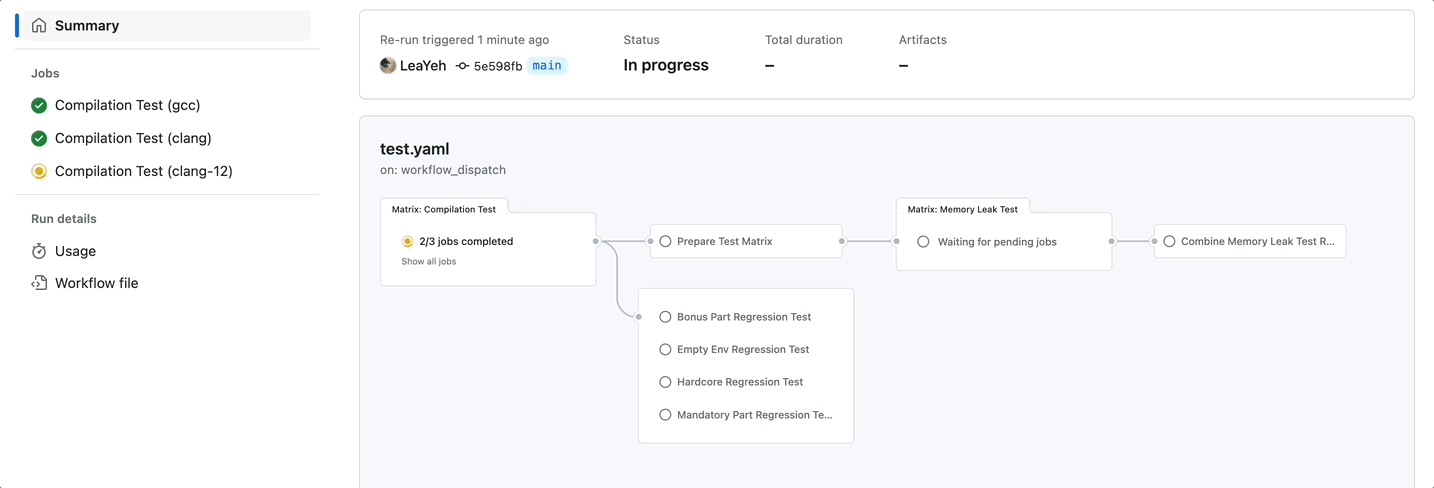 Summary
Jobs
Compilation Test (gcc)
Compilation Test (clang)
Compilation Test (clang-12)
Run details
Usage
Workflow file
Re-run triggered 1 minute ago
LeaYeh 5e598fb main
Status
In progress
Total duration
–
Artifacts
–
test.yaml
on: workflow_dispatch
Matrix: Compilation Test
2/3 jobs completed
Show all jobs
Prepare Test Matrix
Matrix: Memory Leak Test
Waiting for pending jobs
Combine Memory Leak Test R...
Bonus Part Regression Test
Empty Env Regression Test
Hardcore Regression Test
Mandatory Part Regression Te...